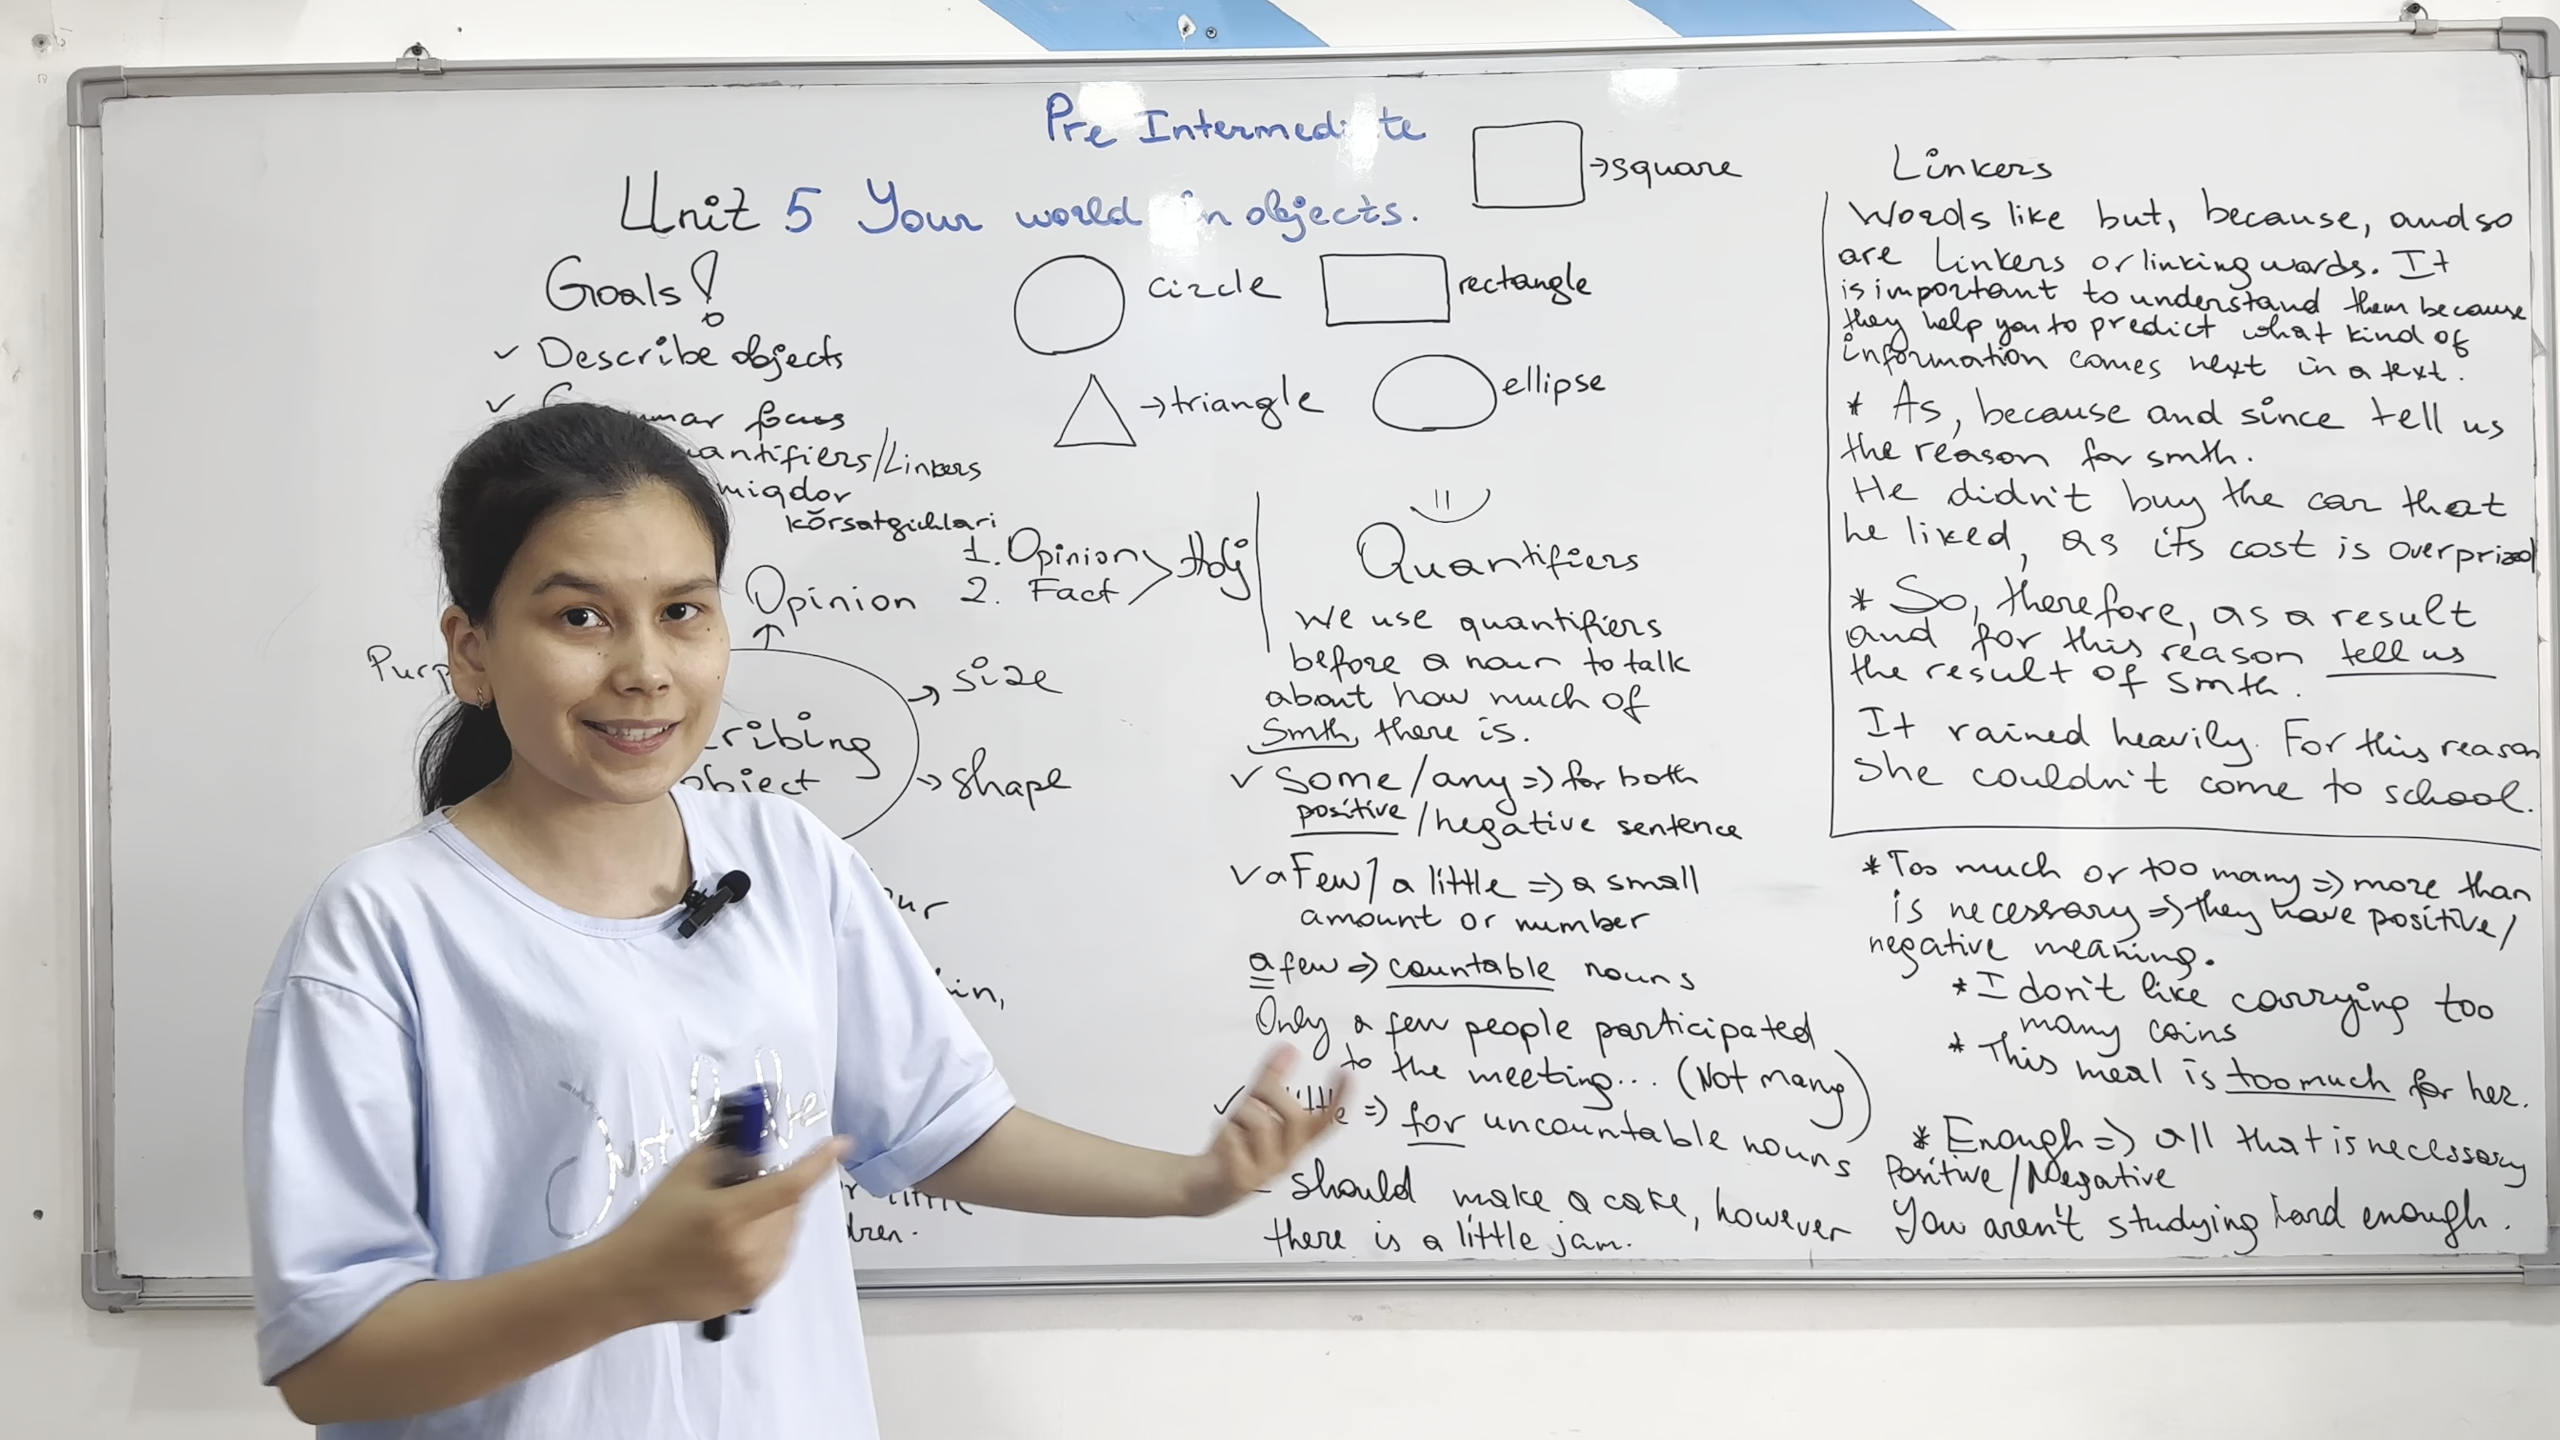 Pre Intermediate
Unit 5 Your world in objects.
square
Goals!
circle
rectangle
✓ Describe objects
triangle
ellipse
✓
focus
/Linkers
miqdor
kŏrsatgichlari
1. Opinion
2. Fact
Adj
Opinion
size
object
shape
Quantifiers
We use quantifiers
before a noun to talk
about how much of
smth, there is.
✓ some/any => for both
positive/negative sentence
✓ a Few/ a little => a small
amount or number
a few => countable nouns
Only a few people participated
to the meeting... (Not many)
✓ => for uncountable nouns
should make a cake, however
there is a little jam.
Linkers
Words like but, because, and so
are linkers or linking words. It
is important to understand them because
they help you to predict what kind of
information comes next in a text.
* As, because and since tell us
the reason for smth.
He didn't buy the car that
he liked, as its cost is overprized
* So, therefore, as a result
and for this reason tell us
the result of smth.
It rained heavily. For this reason
she couldn't come to school.
* Too much or too many => more than
is necessary => they have positive/
negative meaning.
* I don't like carrying too
many coins
* This meal is too much for her.
* Enough => all that is necessary
Positive/Negative
You aren't studying hard enough.
Just